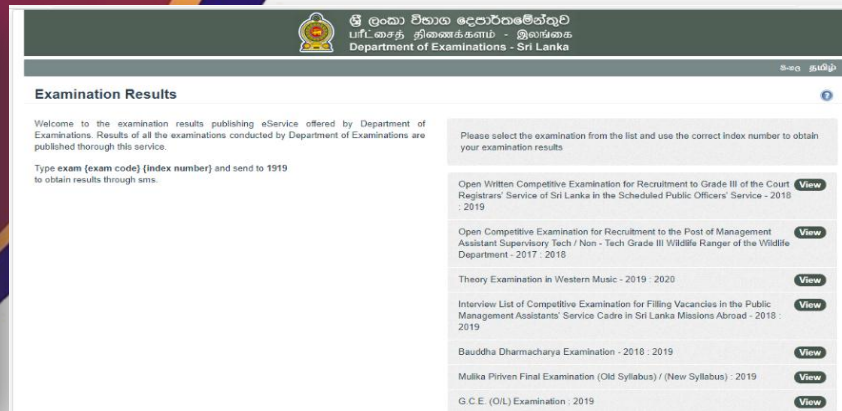 ශ්‍රී ලංකා විභාග දෙපාර්තමේන්තුව
பரீட்சைத் திணைக்களம் - இலங்கை
Department of Examinations - Sri Lanka
සිංහල தமிழ்
Examination Results
Welcome to the examination results publishing eService offered by Department of
Examinations. Results of all the examinations conducted by Department of Examinations are
published thorough this service.
Type exam {exam code} {index number} and send to 1919
to obtain results through sms.
Please select the examination from the list and use the correct index number to obtain
your examination results
Open Written Competitive Examination for Recruitment to Grade III of the Court View
Registrars' Service of Sri Lanka in the Scheduled Public Officers' Service - 2018
: 2019
Open Competitive Examination for Recruitment to the Post of Management View
Assistant Supervisory Tech / Non - Tech Grade III Wildlife Ranger of the Wildlife
Department - 2017 : 2018
Theory Examination in Western Music - 2019 : 2020 View
Interview List of Competitive Examination for Filling Vacancies in the Public View
Management Assistants' Service Cadre in Sri Lanka Missions Abroad - 2018 :
2019
Bauddha Dharmacharya Examination - 2018 : 2019 View
Mulika Piriven Final Examination (Old Syllabus) / (New Syllabus) : 2019 View
G.C.E. (O/L) Examination : 2019 View